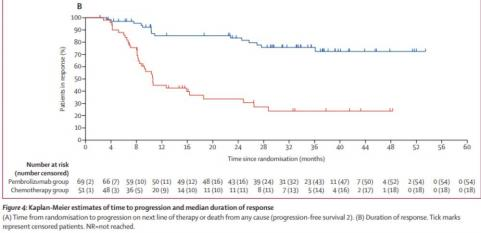 B
100
90
80
70
60
50
40
30
20
10
0
Patients in response (%)
0 4 8 12 16 20 24 28 32 36 40 44 48 52 56 60
Time since randomisation (months)
Number at risk
(number censored)
Pembrolizumab group 69 (2) 66 (7) 59 (10) 50 (11) 49 (12) 48 (16) 43 (16) 39 (24) 31 (32) 23 (43) 11 (47) 7 (50) 4 (52) 2 (54) 0 (54) 0 (54)
Chemotherapy group 51 (1) 48 (3) 36 (5) 20 (9) 14 (10) 11 (10) 11 (11) 8 (11) 7 (13) 5 (14) 4 (16) 2 (17) 1 (18) 0 (18) 0 (18) 0 (18)
Figure 4: Kaplan-Meier estimates of time to progression and median duration of response
(A) Time from randomisation to progression on next line of therapy or death from any cause (progression-free survival 2). (B) Duration of response. Tick marks
represent censored patients. NR=not reached.